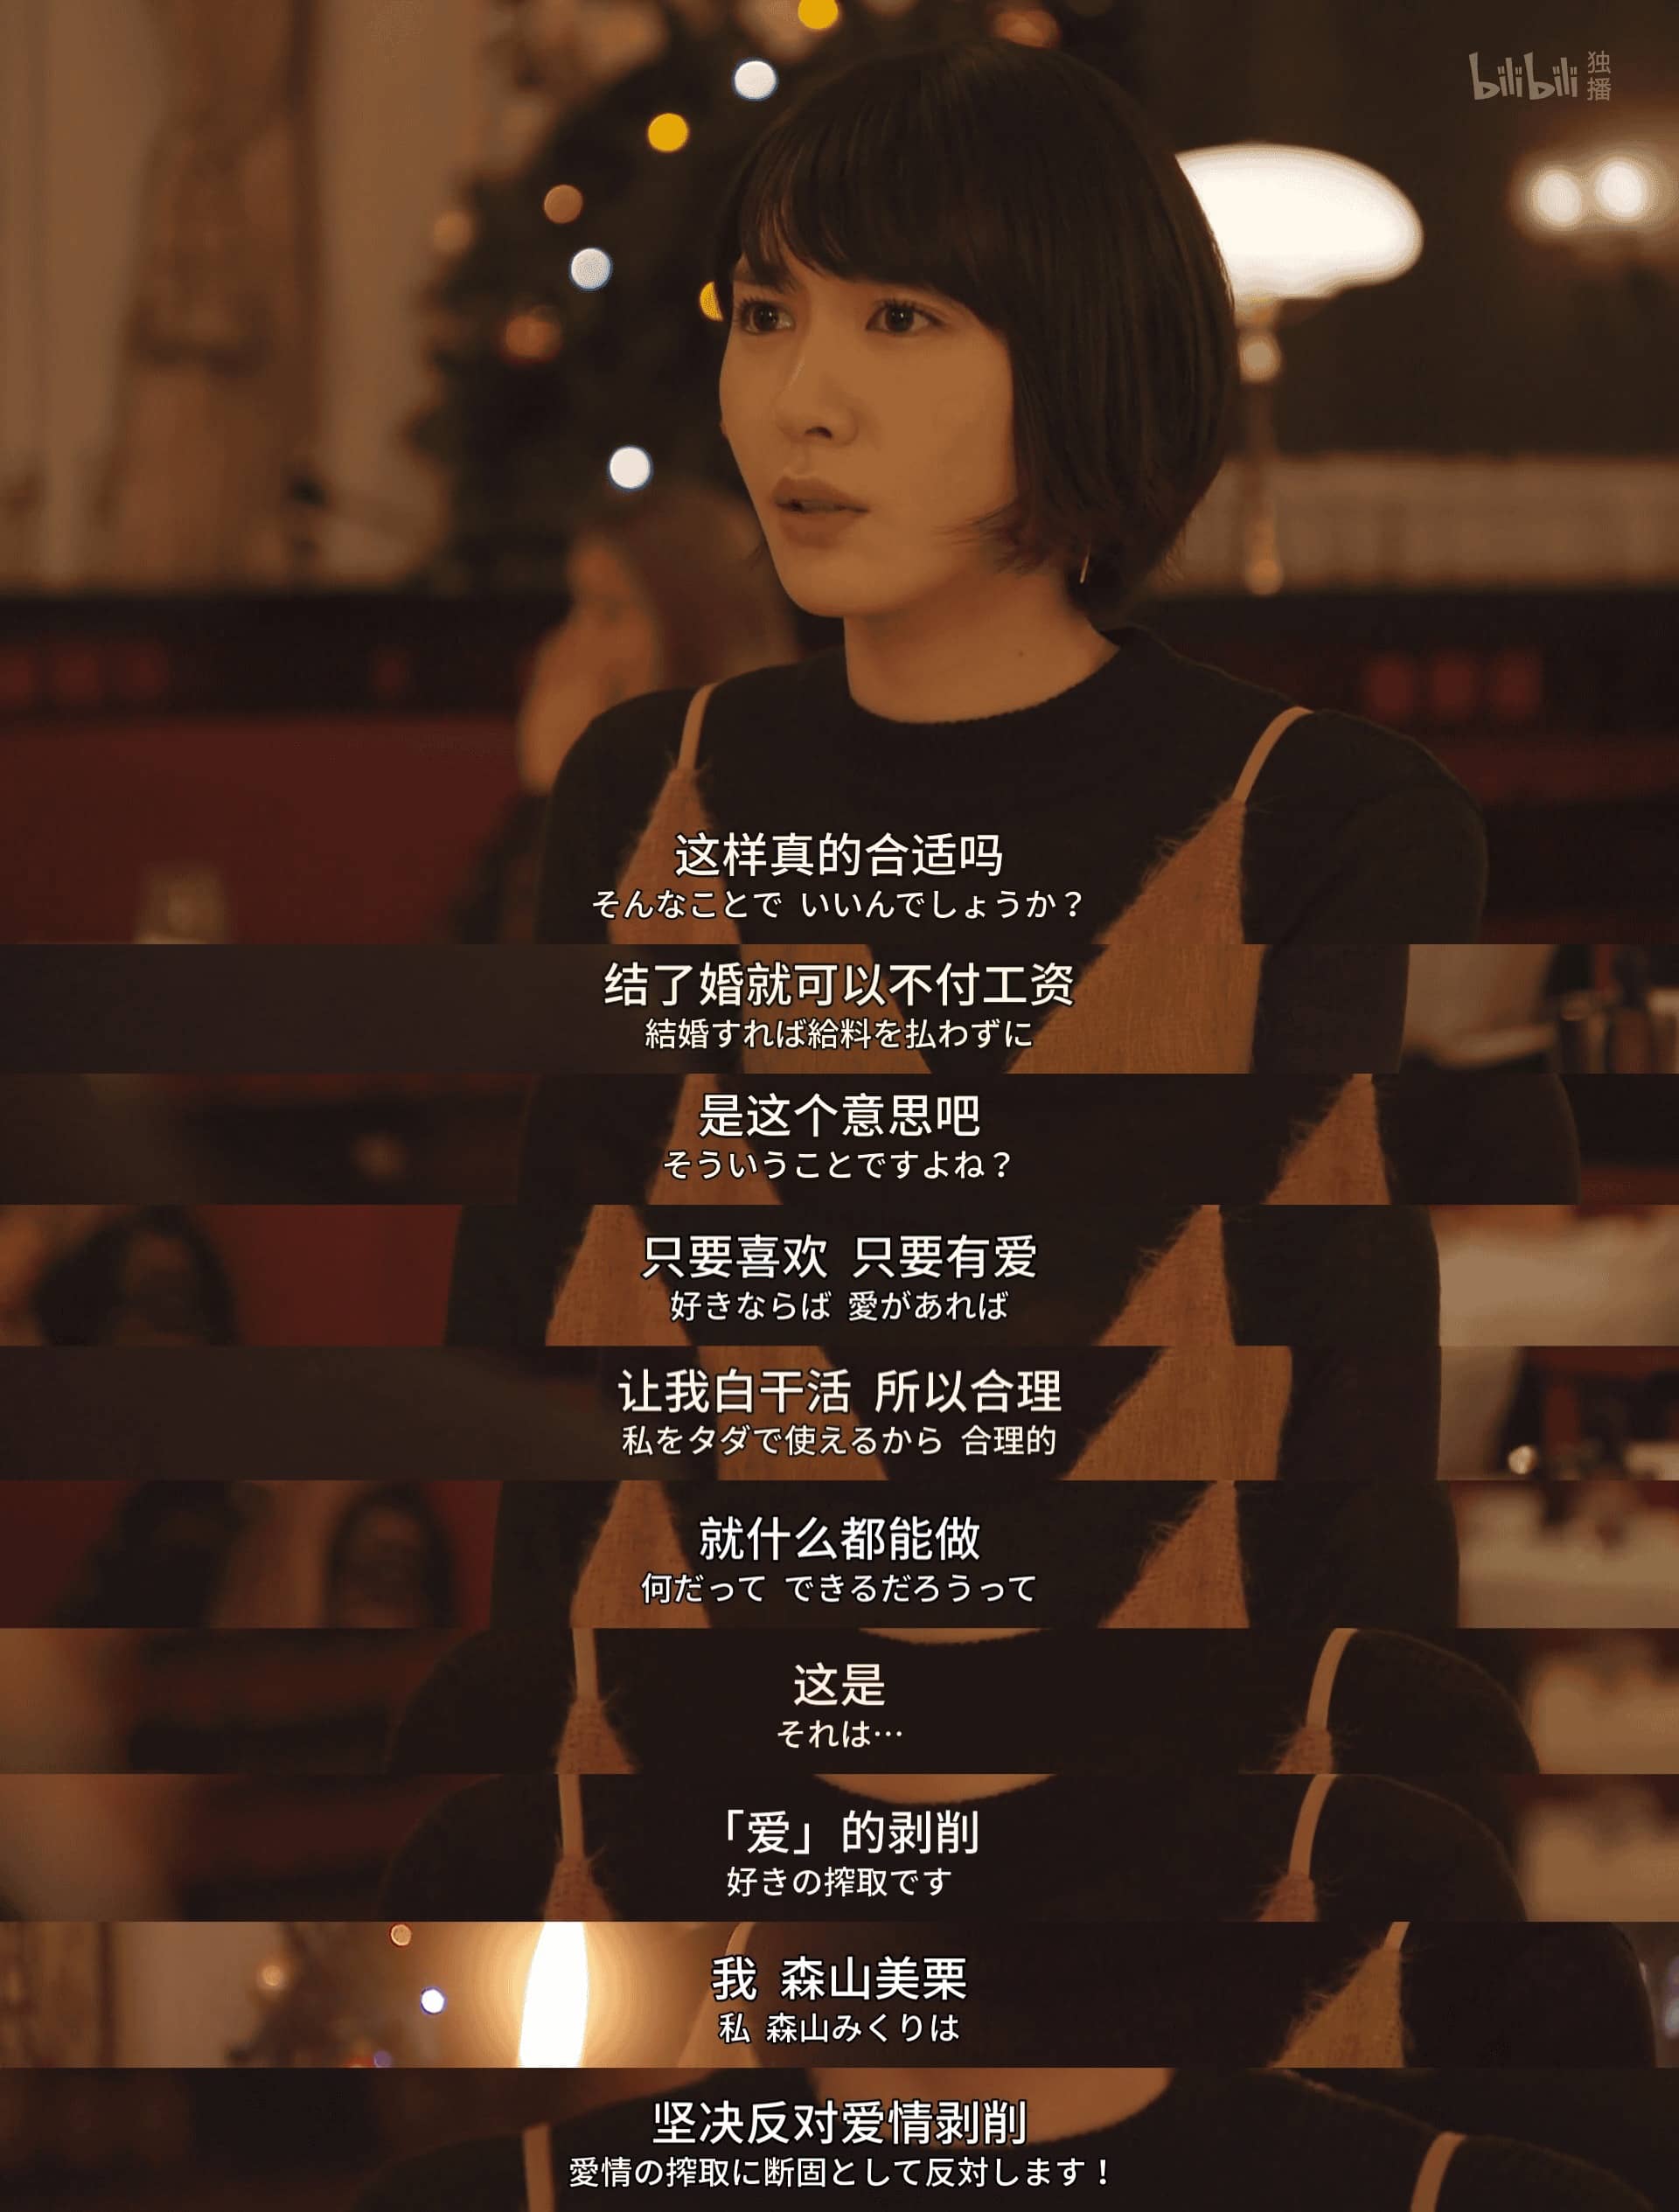 bilibili 独播
这样真的合适吗
そんなことで いいんでしょうか？
结了婚就可以不付工资
結婚すれば給料を払わずに
是这个意思吧
そういうことですよね？
只要喜欢 只要有爱
好きならば 愛があれば
让我白干活 所以合理
私をタダで使えるから 合理的
就什么都能做
何だって できるだろうって
这是
それは…
「爱」的剥削
好きの搾取です
我 森山美栗
私 森山みくりは
坚决反对爱情剥削
愛情の搾取に断固として反対します！